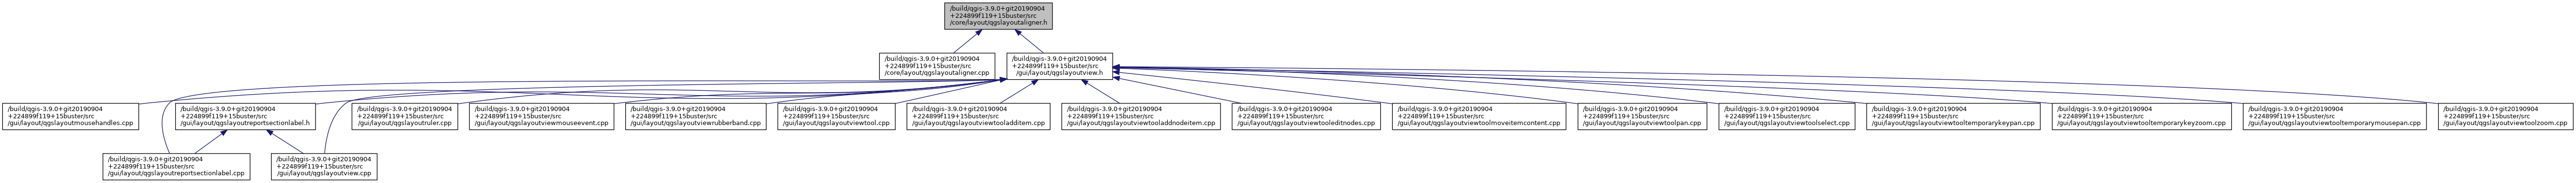 /build/qgis-3.9.0+git20190904
+224899f119+15buster/src
/core/layout/qgslayoutaligner.h
/build/qgis-3.9.0+git20190904
+224899f119+15buster/src
/core/layout/qgslayoutaligner.cpp
/build/qgis-3.9.0+git20190904
+224899f119+15buster/src
/gui/layout/qgslayoutview.h
/build/qgis-3.9.0+git20190904
+224899f119+15buster/src
/gui/layout/qgslayoutmousehandles.cpp
/build/qgis-3.9.0+git20190904
+224899f119+15buster/src
/gui/layout/qgslayoutreportsectionlabel.h
/build/qgis-3.9.0+git20190904
+224899f119+15buster/src
/gui/layout/qgslayoutruler.cpp
/build/qgis-3.9.0+git20190904
+224899f119+15buster/src
/gui/layout/qgslayoutviewmouseevent.cpp
/build/qgis-3.9.0+git20190904
+224899f119+15buster/src
/gui/layout/qgslayoutviewrubberband.cpp
/build/qgis-3.9.0+git20190904
+224899f119+15buster/src
/gui/layout/qgslayoutviewtool.cpp
/build/qgis-3.9.0+git20190904
+224899f119+15buster/src
/gui/layout/qgslayoutviewtooladditem.cpp
/build/qgis-3.9.0+git20190904
+224899f119+15buster/src
/gui/layout/qgslayoutviewtooladdnodeitem.cpp
/build/qgis-3.9.0+git20190904
+224899f119+15buster/src
/gui/layout/qgslayoutviewtooleditnodes.cpp
/build/qgis-3.9.0+git20190904
+224899f119+15buster/src
/gui/layout/qgslayoutviewtoolmoveitemcontent.cpp
/build/qgis-3.9.0+git20190904
+224899f119+15buster/src
/gui/layout/qgslayoutviewtoolpan.cpp
/build/qgis-3.9.0+git20190904
+224899f119+15buster/src
/gui/layout/qgslayoutviewtoolselect.cpp
/build/qgis-3.9.0+git20190904
+224899f119+15buster/src
/gui/layout/qgslayoutviewtooltemporarykeypan.cpp
/build/qgis-3.9.0+git20190904
+224899f119+15buster/src
/gui/layout/qgslayoutviewtooltemporarykeyzoom.cpp
/build/qgis-3.9.0+git20190904
+224899f119+15buster/src
/gui/layout/qgslayoutviewtooltemporarymousepan.cpp
/build/qgis-3.9.0+git20190904
+224899f119+15buster/src
/gui/layout/qgslayoutviewtoolzoom.cpp
/build/qgis-3.9.0+git20190904
+224899f119+15buster/src
/gui/layout/qgslayoutreportsectionlabel.cpp
/build/qgis-3.9.0+git20190904
+224899f119+15buster/src
/gui/layout/qgslayoutview.cpp